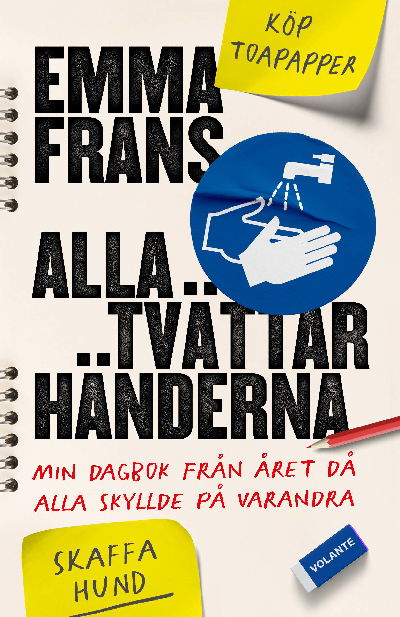 KÖP
TOAPAPPER
EMMA
FRANS
ALLA
TVÄTTAR
HÄNDERNA
MIN DAGBOK FRÅN ÅRET DÅ
ALLA SKYLLDE PÅ VARANDRA
SKAFFA
HUND
VOLANTE